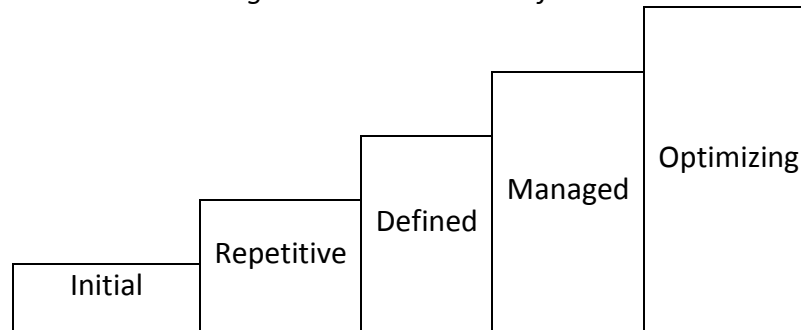 Initial
Repetitive
Defined
Managed
Optimizing